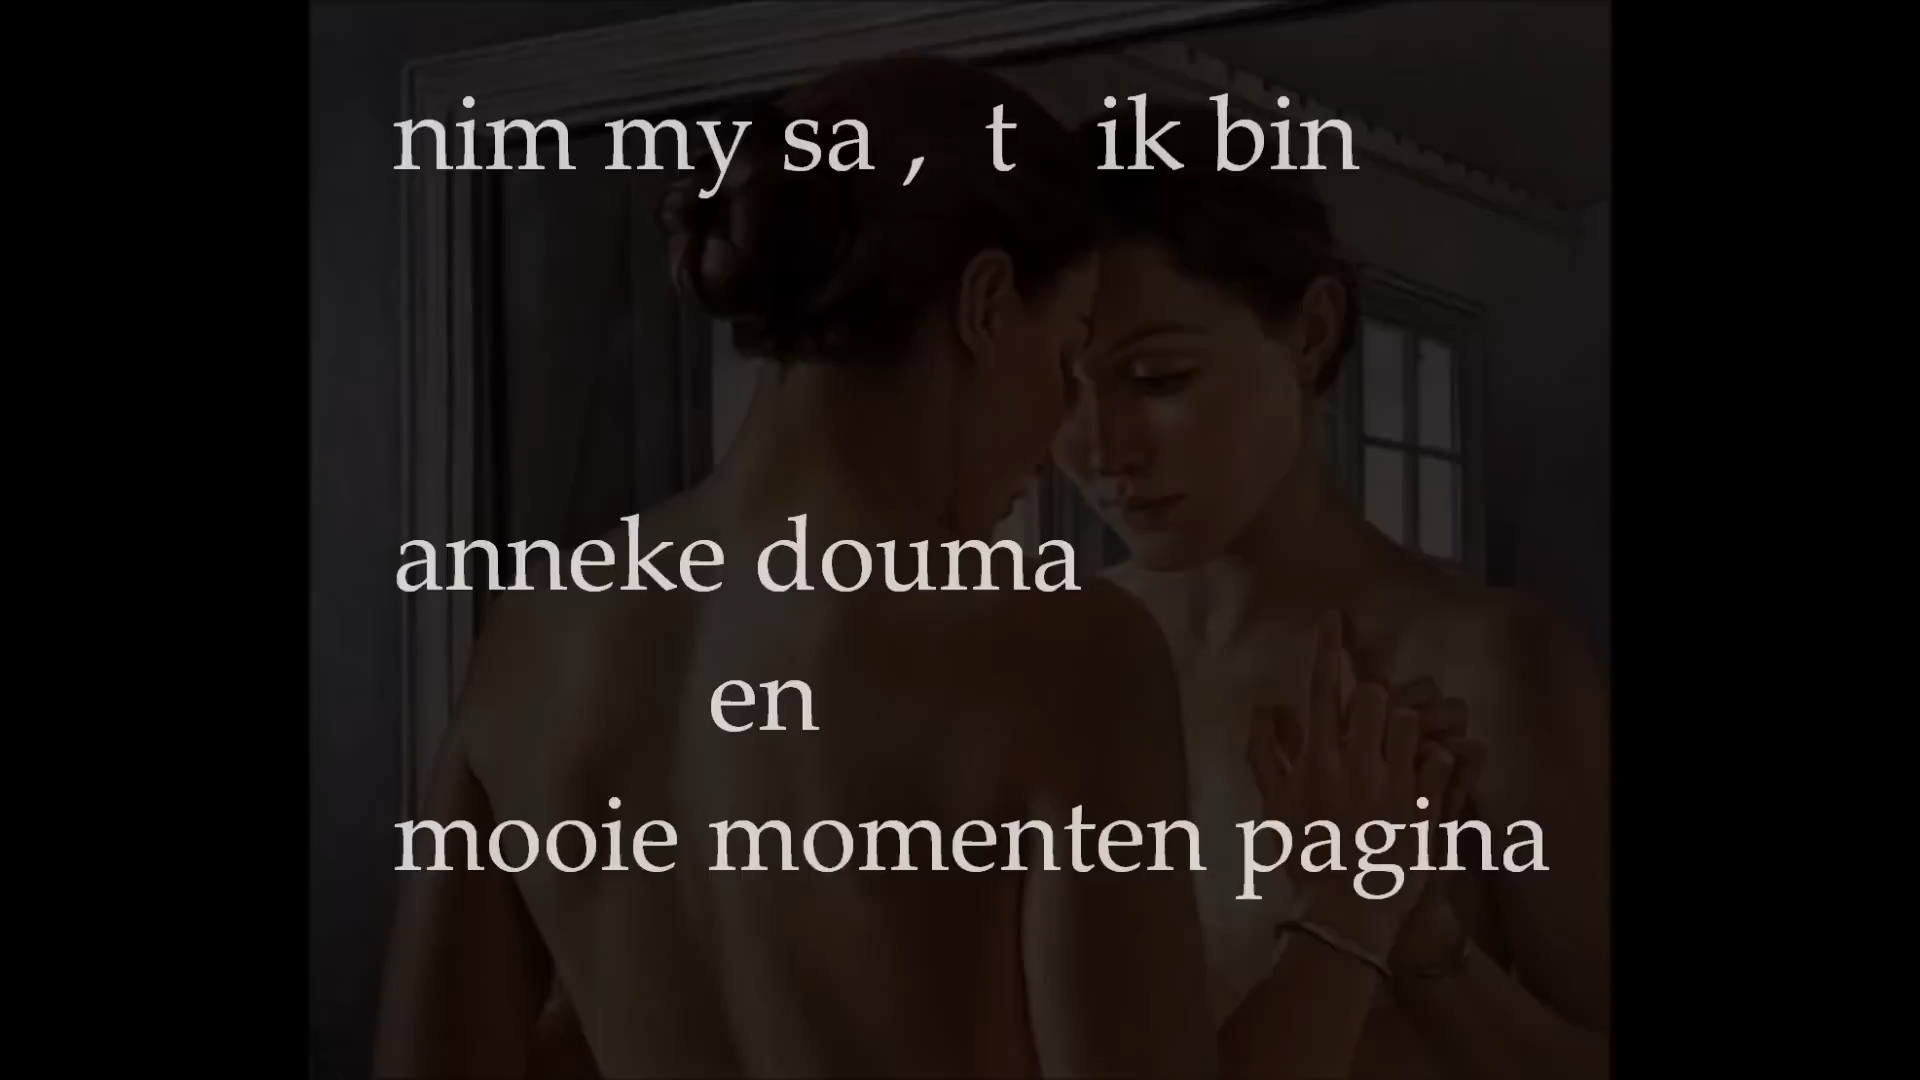 nim my sa , t ik bin
anneke douma
en
mooie momenten pagina